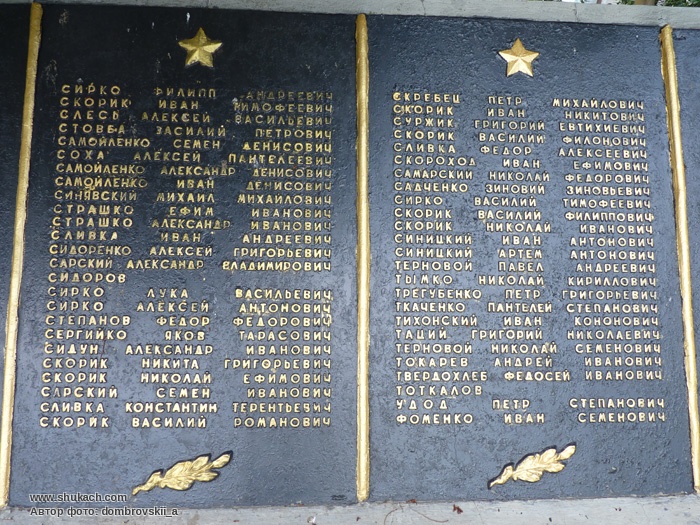 СИРКО ФИЛИПП АНДРЕЕВИЧ
СКОРИК ИВАН ТИМОФЕЕВИЧ
СЛЕСЬ АЛЕКСЕЙ ВАСИЛЬЕВИЧ
СТОВБА ЗАСИЛИЙ ПЕТРОВИЧ
САМОЙЛЕНКО СЕМЕН ДЕНИСОВИЧ
СОХА АЛЕКСЕЙ ПАНТЕЛЕЕВИЧ
САМОЙЛЕНКО АЛЕКСАНДР ДЕНИСОВИЧ
САМОЙЛЕНКО ИВАН ДЕНИСОВИЧ
СИНЯВСКИЙ МИХАИЛ МИХАЙЛОВИЧ
СТРАШКО ЕФИМ ИВАНОВИЧ
СТРАШКО АЛЕКСАНДР ИВАНОВИЧ
СЛИВКА ИВАН АНДРЕЕВИЧ
СИДОРЕНКО АЛЕКСЕЙ ГРИГОРЬЕВИЧ
САРСКИЙ АЛЕКСАНДР ВЛАДИМИРОВИЧ
СИДОРОВ
СИРКО ЛУКА ВАСИЛЬЕВИЧ
СИРКО АЛЕКСЕЙ АНТОНОВИЧ
СТЕПАНОВ ФЕДОР ФЕДОРОВИЧ
СЕРГИЙКО ЯКОВ ТАРАСОВИЧ
СИДУН АЛЕКСАНДР ИВАНОВИЧ
СКОРИК НИКИТА ГРИГОРЬЕВИЧ
СКОРИК НИКОЛАЙ ЕФИМОВИЧ
САРСКИЙ СЕМЕН ИВАНОВИЧ
СЛИВКА КОНСТАНТИН ТЕРЕНТЬЕВИЧ
СКОРИК ВАСИЛИЙ РОМАНОВИЧ
СКРЕБЕЦ ПЕТР МИХАЙЛОВИЧ
СКОРИК ИВАН НИКИТОВИЧ
СУРЖИК ГРИГОРИЙ ЕВТИХИЕВИЧ
СКОРИК ВАСИЛИЙ ФИЛОНОВИЧ
СЛИВКА ФЕДОР АЛЕКСЕЕВИЧ
СКОРОХОД ИВАН ЕФИМОВИЧ
САМАРСКИЙ НИКОЛАЙ ФЕДОРОВИЧ
САДЧЕНКО ЗИНОВИЙ ЗИНОВЬЕВИЧ
СИРКО ВАСИЛИЙ ТИМОФЕЕВИЧ
СКОРИК ВАСИЛИЙ ФИЛИППОВИЧ
СКОРИК НИКОЛАЙ ИВАНОВИЧ
СИНИЦКИЙ ИВАН АНТОНОВИЧ
СИНИЦКИЙ АРТЕМ АНТОНОВИЧ
ТЕРНОВОЙ ПАВЕЛ АНДРЕЕВИЧ
ТЫМКО НИКОЛАЙ КИРИЛЛОВИЧ
ТРЕГУБЕНКО ПЕТР ГРИГОРЬЕВИЧ
ТКАЧЕНКО ПАНТЕЛЕЙ СТЕПАНОВИЧ
ТИХОНСКИЙ ИВАН КОНОНОВИЧ
ТАЦИЙ ГРИГОРИЙ НИКОЛАЕВИЧ
ТЕРНОВОЙ НИКОЛАЙ СЕМЕНОВИЧ
ТОКАРЕВ АНДРЕЙ ИВАНОВИЧ
ТВЕРДОХЛЕБ ФЕДОСЕЙ ИВАНОВИЧ
ТОТКАЛОВ
УДОД ПЕТР СТЕПАНОВИЧ
ФОМЕНКО ИВАН СЕМЕНОВИЧ
www.shukach.com
Автор фото: dombrovskii_a